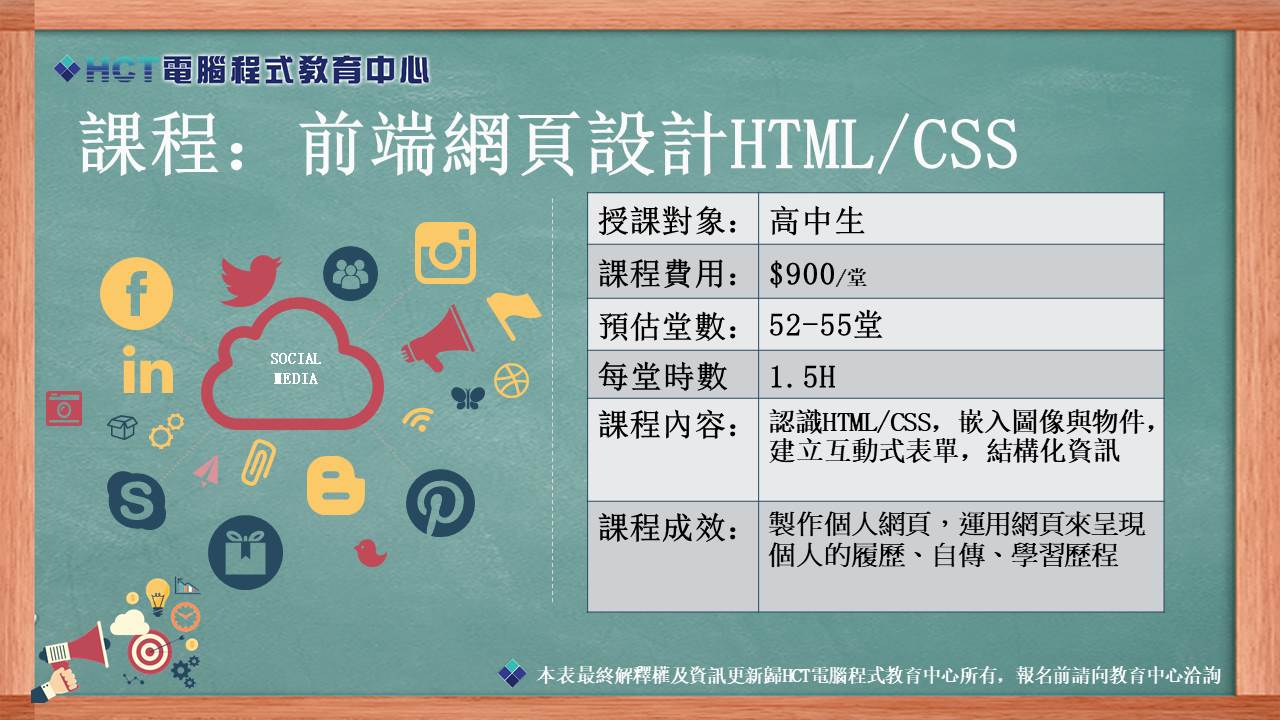 HCT電腦程式教育中心
課程：前端網頁設計HTML/CSS
SOCIAL
MEDIA
授課對象：高中生
課程費用：$900/堂
預估堂數：52-55堂
每堂時數 1.5H
課程內容：認識HTML/CSS，嵌入圖像與物件，
建立互動式表單，結構化資訊
課程成效：製作個人網頁，運用網頁來呈現
個人的履歷、自傳、學習歷程
本表最終解釋權及資訊更新歸HCT電腦程式教育中心所有，報名前請向教育中心洽詢